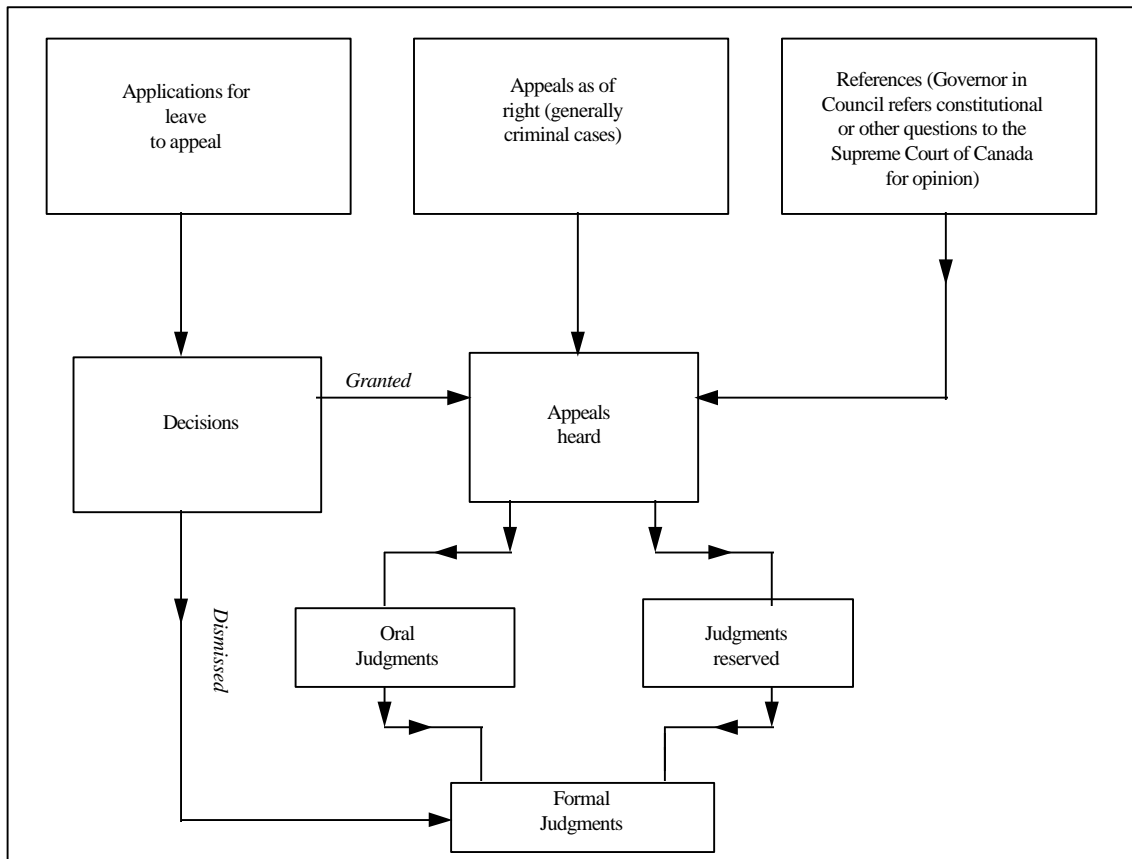 Applications for
leave
to appeal
Appeals as of
right (generally
criminal cases)
References (Governor in
Council refers constitutional
or other questions to the
Supreme Court of Canada
for opinion)
Decisions
Granted
Appeals
heard
Dismissed
Oral
Judgments
Judgments
reserved
Formal
Judgments